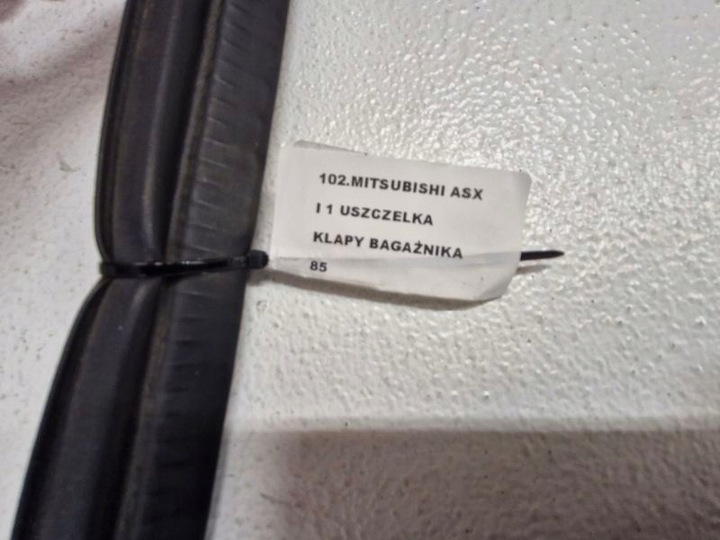 102.MITSUBISHI ASX
I 1 USZCZELKA
KLAPY BAGAŻNIKA
85